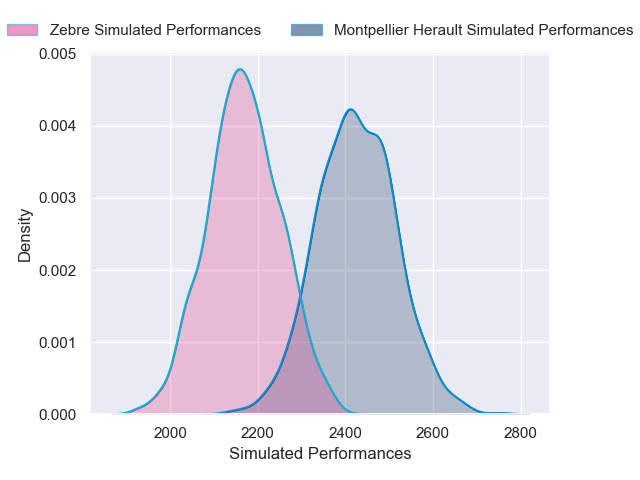 Zebre Simulated Performances Montpellier Herault Simulated Performances
0.005
0.004
0.003
0.002
0.001
0.000
Density
2000 2200 2400 2600 2800
Simulated Performances